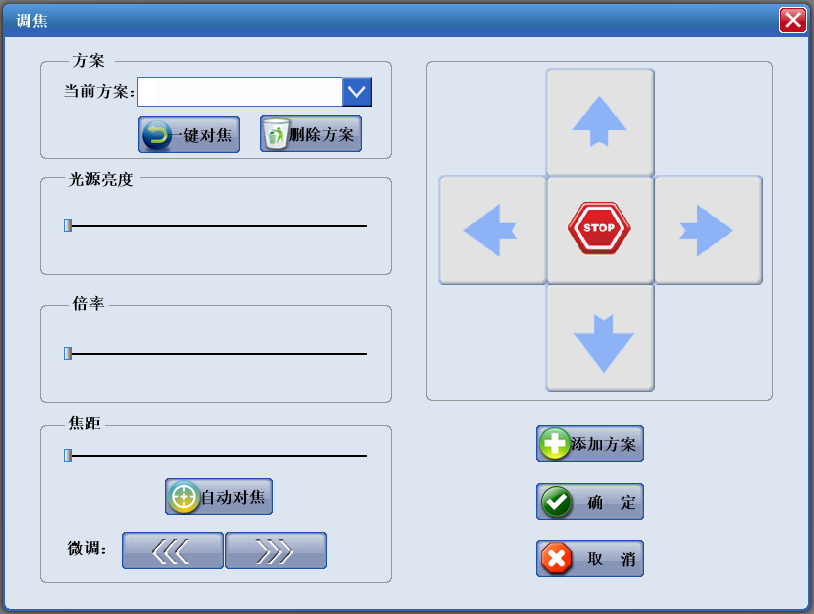 调焦
方案
当前方案:
一键对焦
删除方案
光源亮度
倍率
焦距
自动对焦
微调:
STOP
添加方案
确 定
取 消